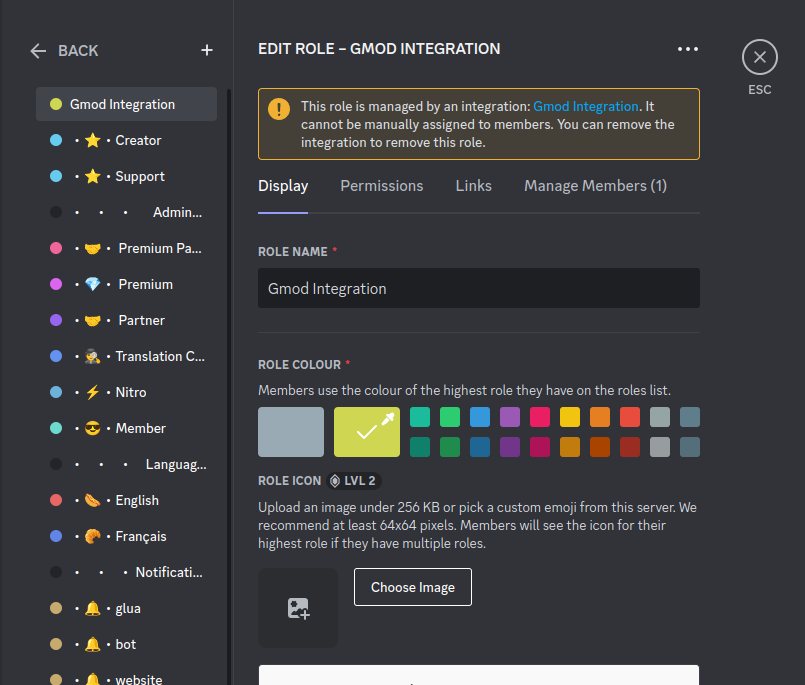 BACK
+
Gmod Integration
• ⭐ • Creator
• ⭐ • Support
• • • Admin...
• 🤝 • Premium Pa...
• 💎 • Premium
• 🤝 • Partner
• 🕵 • Translation C...
• ⚡ • Nitro
• 😎 • Member
• • • Languag...
• 🌭 • English
• 🥐 • Français
• • • Notificati...
• 🔔 • glua
• 🔔 • bot
• 🔔 • website
EDIT ROLE – GMOD INTEGRATION
ESC
This role is managed by an integration: Gmod Integration. It
cannot be manually assigned to members. You can remove the
integration to remove this role.
Display Permissions Links Manage Members (1)
ROLE NAME *
Gmod Integration
ROLE COLOUR *
Members use the colour of the highest role they have on the roles list.
ROLE ICON LVL 2
Upload an image under 256 KB or pick a custom emoji from this server. We
recommend at least 64x64 pixels. Members will see the icon for their
highest role if they have multiple roles.
Choose Image